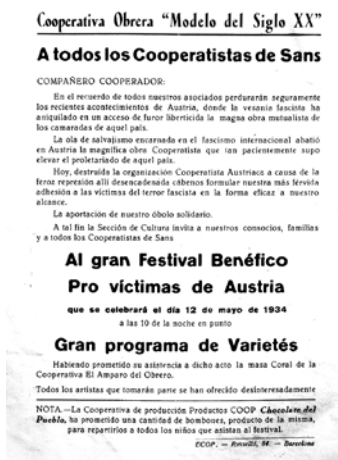 Cooperativa Obrera "Modelo del Siglo XX"
A todos los Cooperatistas de Sans
COMPAÑERO COOPERADOR:
En el recuerdo de todos nuestros asociados perdurarán seguramente
los recientes acontecimientos de Austria, donde la vesania fascista ha
aniquilado en un acceso de furor liberticida la magna obra mutualista de
los camaradas de aquel país.
La ola de salvajismo encarnada en el fascismo internacional abatió
en Austria la magnífica obra Cooperatista que tan pacientemente supo
elevar el proletariado de aquel país.
Hoy, destruída la organización Cooperatista Austriaca a causa de la
feroz represión allí desencadenada cábenos formular nuestra más férvida
adhesión a las víctimas del terror fascista en la forma eficaz a nuestro
alcance.
La aportación de nuestro óbolo solidario.
A tal fin la Sección de Cultura invita a nuestros consocios, familias
y a todos los Cooperatistas de Sans
Al gran Festival Benéfico
Pro víctimas de Austria
que se celebrará el día 12 de mayo de 1934
a las 10 de la noche en punto
Gran programa de Varietés
Habiendo prometido su asistencia a dicho acto la masa Coral de la
Cooperativa El Amparo del Obrero.
Todos los artistas que tomarán parte se han ofrecido desinteresadamente
NOTA.—La Cooperativa de producción Productos COOP Chocolate del
Pueblo, ha prometido una cantidad de bombones, producto de la misma,
para repartirlos a todos los niños que asistan al festival.
ECOP. — 84. — Barcelona